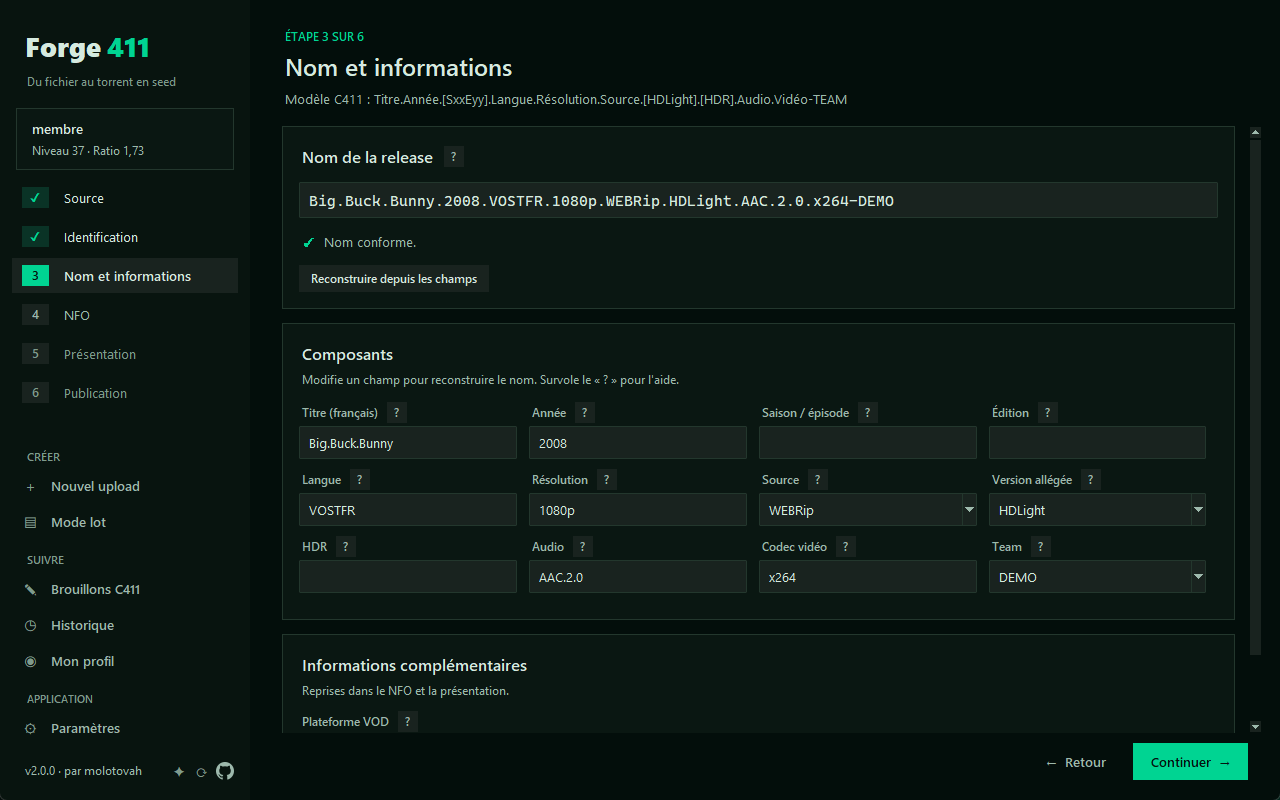 Forge 411
Du fichier au torrent en seed
membre
Niveau 37 · Ratio 1,73
✓ Source
✓ Identification
3 Nom et informations
4 NFO
5 Présentation
6 Publication
CRÉER
+ Nouvel upload
Mode lot
SUIVRE
Brouillons C411
Historique
Mon profil
APPLICATION
Paramètres
v2.0.0 · par molotovah
ÉTAPE 3 SUR 6
Nom et informations
Modèle C411 : Titre.Année.[SxxEyy].Langue.Résolution.Source.[HDLight].[HDR].Audio.Vidéo-TEAM
Nom de la release ?
Big.Buck.Bunny.2008.VOSTFR.1080p.WEBRip.HDLight.AAC.2.0.x264-DEMO
✓ Nom conforme.
Reconstruire depuis les champs
Composants
Modifie un champ pour reconstruire le nom. Survole le « ? » pour l'aide.
Titre (français) ? Année ? Saison / épisode ? Édition ?
Big.Buck.Bunny 2008
Langue ? Résolution ? Source ? Version allégée ?
VOSTFR 1080p WEBRip HDLight
HDR ? Audio ? Codec vidéo ? Team ?
AAC.2.0 x264 DEMO
Informations complémentaires
Reprises dans le NFO et la présentation.
Plateforme VOD ?
← Retour Continuer →